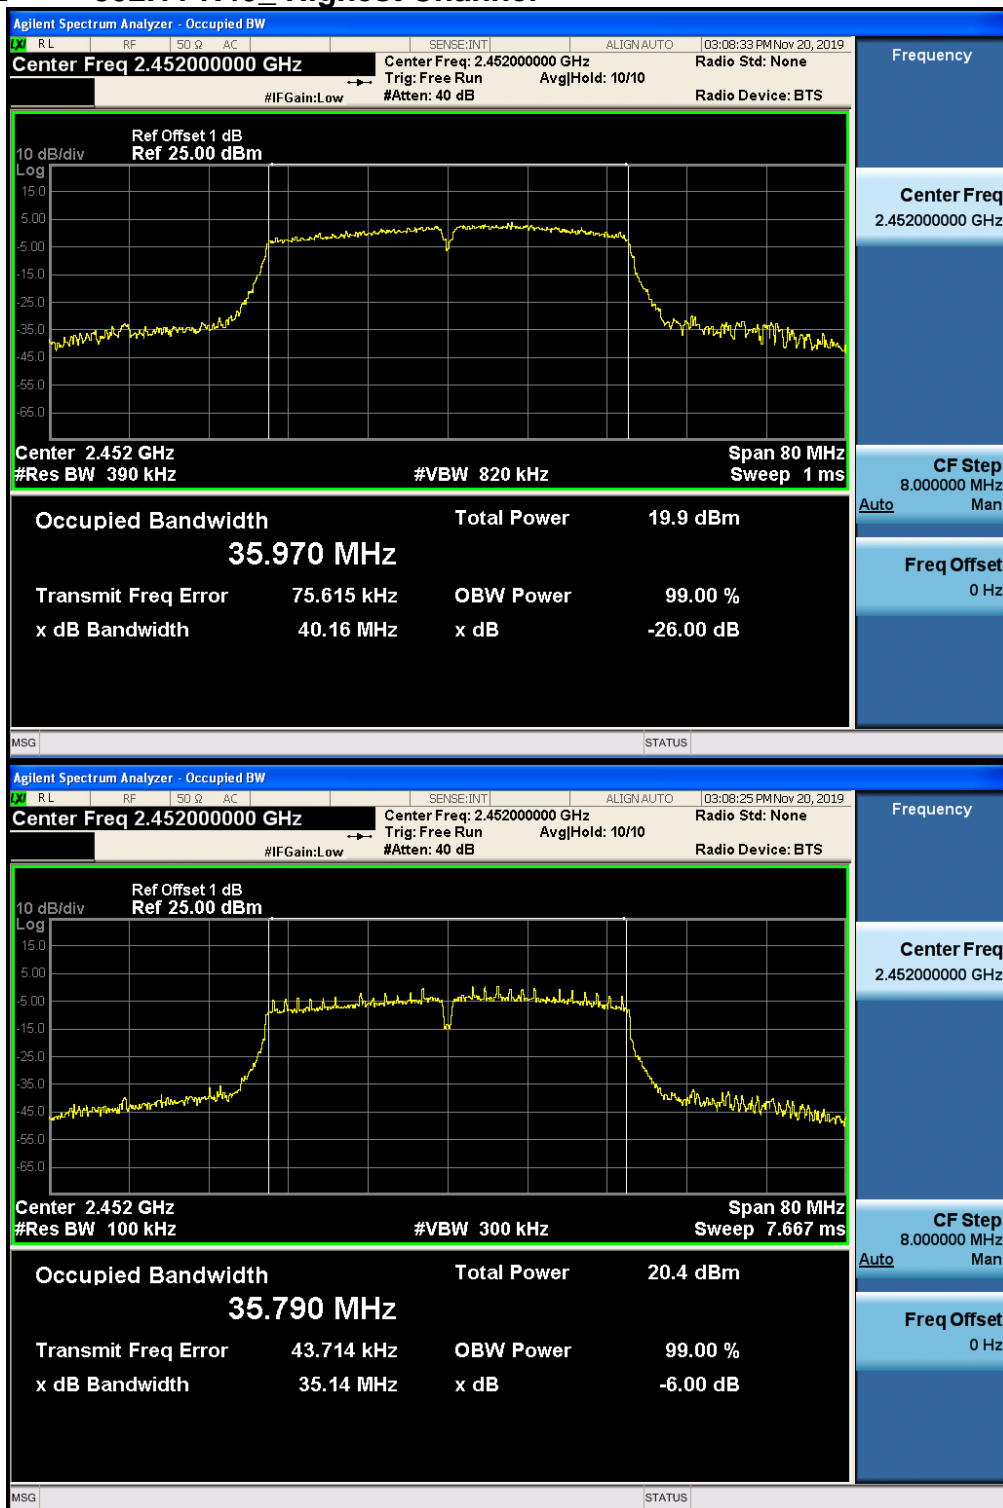 Highest Channel
Agilent Spectrum Analyzer - Occupied BW
LXI RL RF 50 Ω AC SENSE:INT ALIGN AUTO 03:08:33 PM Nov 20, 2019
Center Freq 2.452000000 GHz Center Freq: 2.452000000 GHz Radio Std: None Frequency
Trig: Free Run Avg|Hold: 10/10
#IFGain:Low #Atten: 40 dB Radio Device: BTS
Ref Offset 1 dB
10 dB/div Ref 25.00 dBm
Log
15.0
5.00
-5.00
-15.0
-25.0
-35.0
-45.0
-55.0
-65.0
Center 2.452 GHz Span 80 MHz
#Res BW 390 kHz #VBW 820 kHz Sweep 1 ms
Center Freq
2.452000000 GHz
CF Step
8.000000 MHz
Auto Man
Freq Offset
0 Hz
Occupied Bandwidth Total Power 19.9 dBm
35.970 MHz
Transmit Freq Error 75.615 kHz OBW Power 99.00 %
x dB Bandwidth 40.16 MHz x dB -26.00 dB
MSG STATUS
Agilent Spectrum Analyzer - Occupied BW
LXI RL RF 50 Ω AC SENSE:INT ALIGN AUTO 03:08:25 PM Nov 20, 2019
Center Freq 2.452000000 GHz Center Freq: 2.452000000 GHz Radio Std: None Frequency
Trig: Free Run Avg|Hold: 10/10
#IFGain:Low #Atten: 40 dB Radio Device: BTS
Ref Offset 1 dB
10 dB/div Ref 25.00 dBm
Log
15.0
5.00
-5.00
-15.0
-25.0
-35.0
-45.0
-55.0
-65.0
Center 2.452 GHz Span 80 MHz
#Res BW 100 kHz #VBW 300 kHz Sweep 7.667 ms
Center Freq
2.452000000 GHz
CF Step
8.000000 MHz
Auto Man
Freq Offset
0 Hz
Occupied Bandwidth Total Power 20.4 dBm
35.790 MHz
Transmit Freq Error 43.714 kHz OBW Power 99.00 %
x dB Bandwidth 35.14 MHz x dB -6.00 dB
MSG STATUS